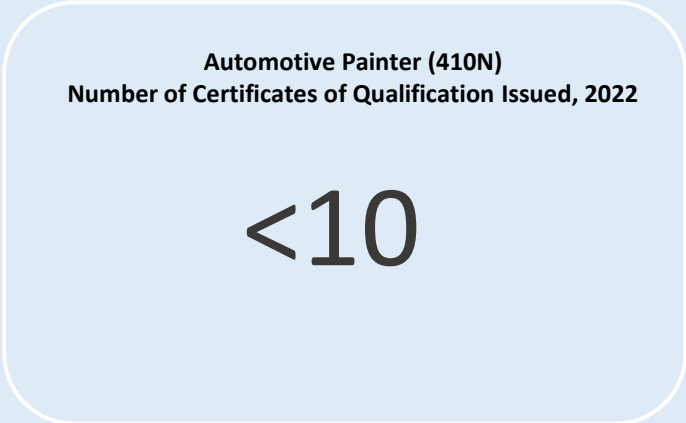 Automotive Painter (410N)
Number of Certificates of Qualification Issued, 2022
<10